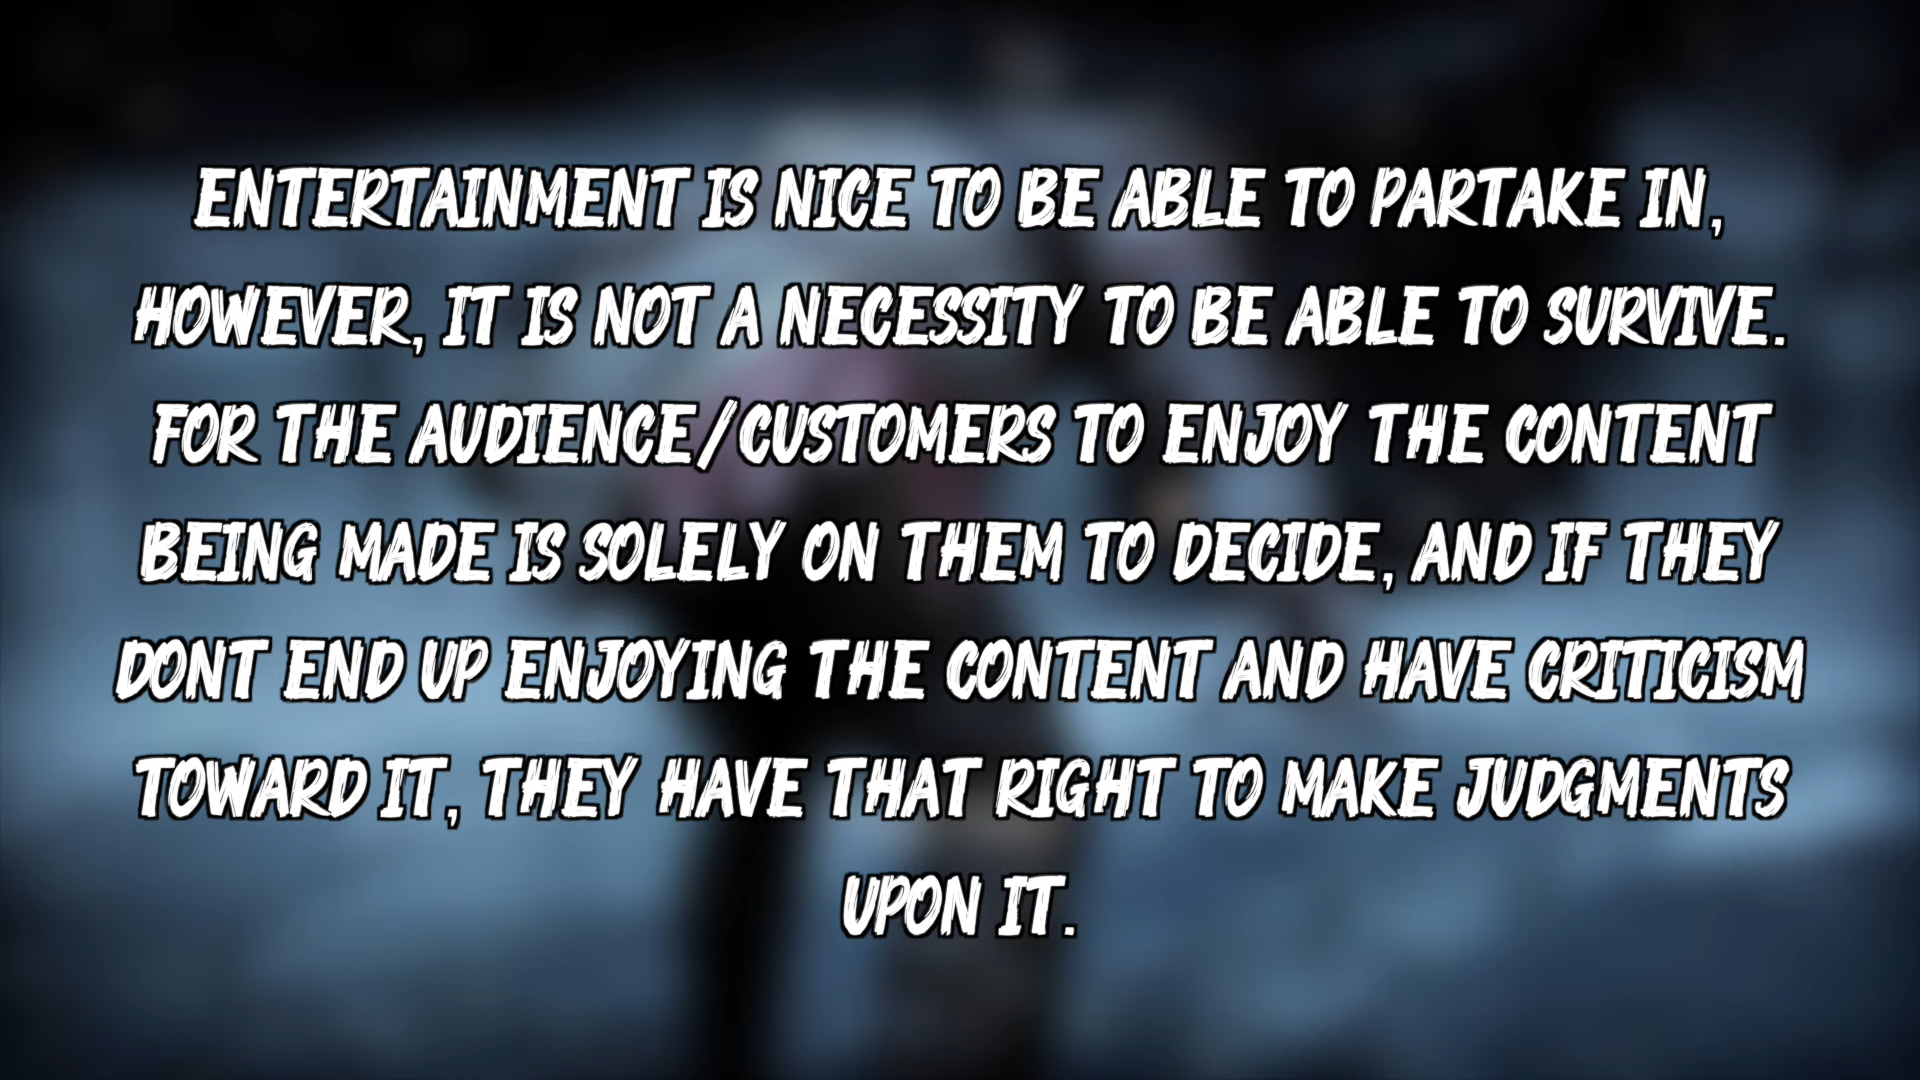 ENTERTAINMENT IS NICE TO BE ABLE TO PARTAKE IN,
HOWEVER, IT IS NOT A NECESSITY TO BE ABLE TO SURVIVE.
FOR THE AUDIENCE/CUSTOMERS TO ENJOY THE CONTENT
BEING MADE IS SOLELY ON THEM TO DECIDE, AND IF THEY
DONT END UP ENJOYING THE CONTENT AND HAVE CRITICISM
TOWARD IT, THEY HAVE THAT RIGHT TO MAKE JUDGMENTS
UPON IT.